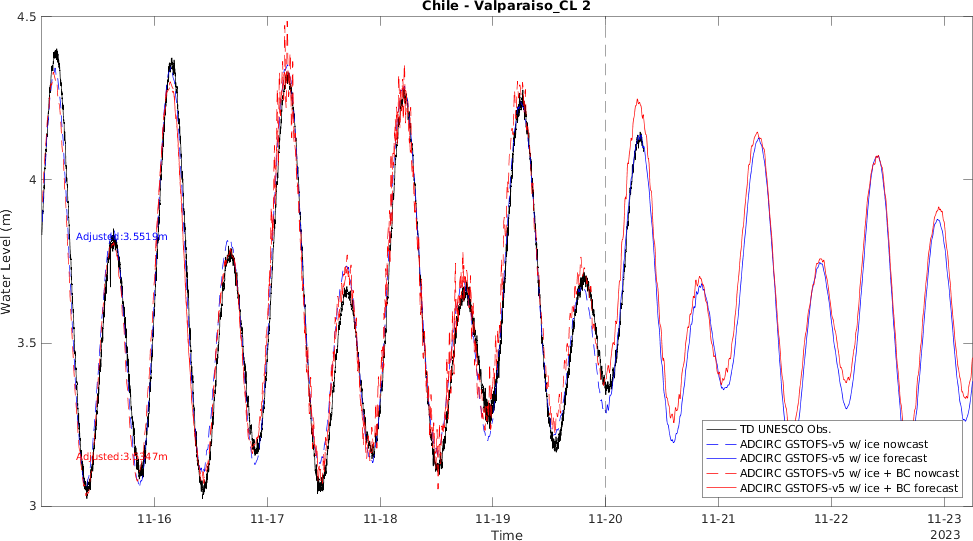 Chile - Valparaiso_CL 2
4.5
4
3.5
3
Water Level (m)
Adjusted:3.5519m
11-16
11-17
11-18
11-19
11-20
11-21
11-22
11-23
2023
Time
TD UNESCO Obs.
ADCIRC GSTOFS-v5 w/ ice nowcast
ADCIRC GSTOFS-v5 w/ ice forecast
ADCIRC GSTOFS-v5 w/ ice + BC nowcast
ADCIRC GSTOFS-v5 w/ ice + BC forecast